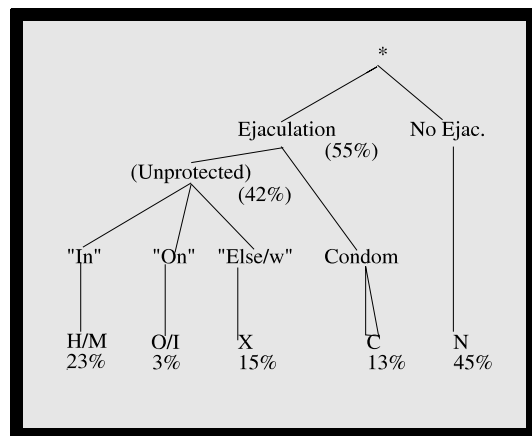 *
Ejaculation No Ejac.
(55%)
(Unprotected)
(42%)
"In" "On" "Else/w" Condom
H/M O/I X C N
23% 3% 15% 13% 45%